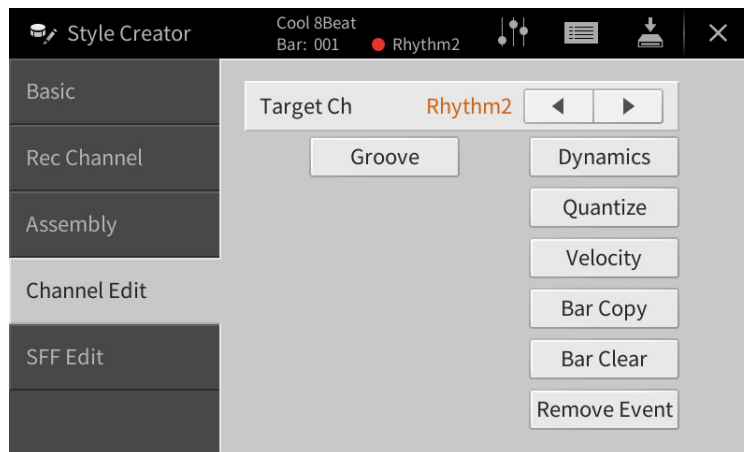 Style Creator
Cool 8Beat
Bar: 001 Rhythm2
Basic
Rec Channel
Assembly
Channel Edit
SFF Edit
Target Ch Rhythm2
Groove
Dynamics
Quantize
Velocity
Bar Copy
Bar Clear
Remove Event